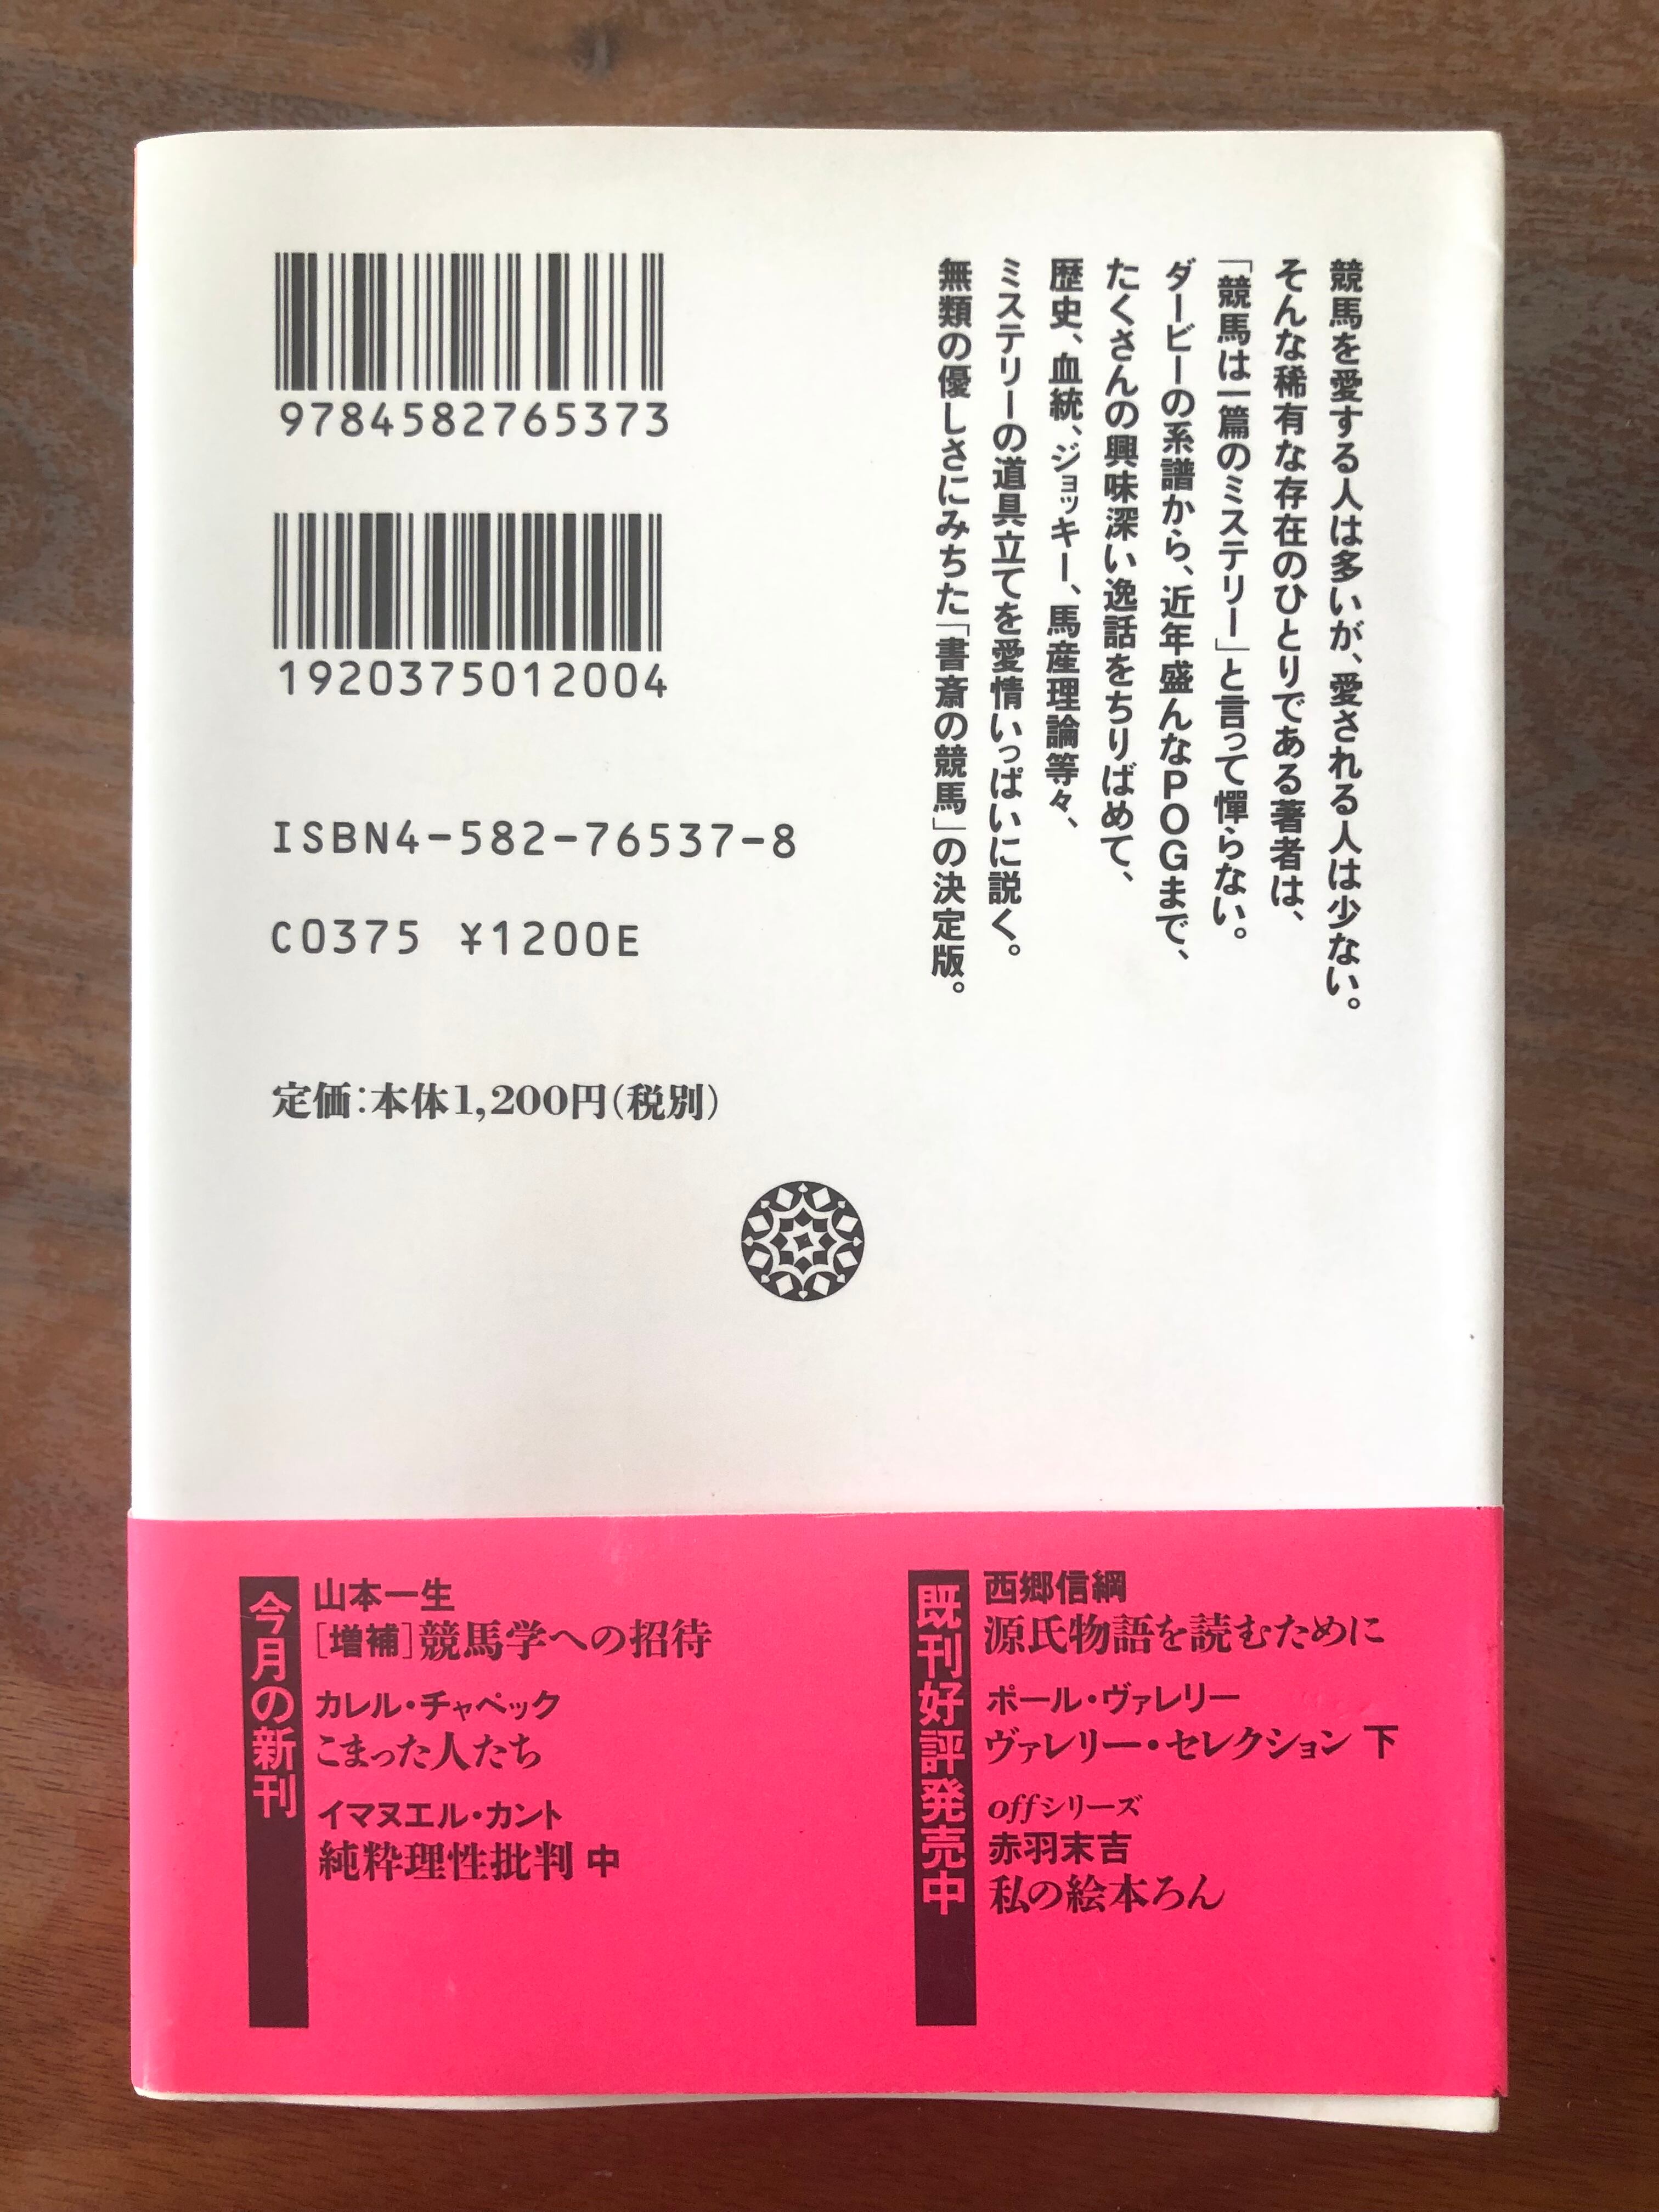 競馬を愛する人は多いが、愛される人は少ない。
そんな稀有な存在のひとりである著者は、
「競馬は一篇のミステリー」と言って憚らない。
ダービーの系譜から、近年盛んなPOGまで、
たくさんの興味深い逸話をちりばめて、
歴史、血統、ジョッキー、馬産理論等々、
ミステリーの道具立てを愛情いっぱいに説く。
無類の優しさにみちた「書斎の競馬」の決定版。
9784582765373
1920375012004
ISBN4-582-76537-8
C0375 ¥1200E
定価:本体1,200円(税別)
既刊好評発売中
西郷信綱
源氏物語を読むために
ポール・ヴァレリー
ヴァレリー・セレクション 下
offシリーズ
赤羽末吉
私の絵本ろん
今月の新刊
山本一生
[増補]競馬学への招待
カレル・チャペック
こまった人たち
イマヌエル・カント
純粋理性批判 中